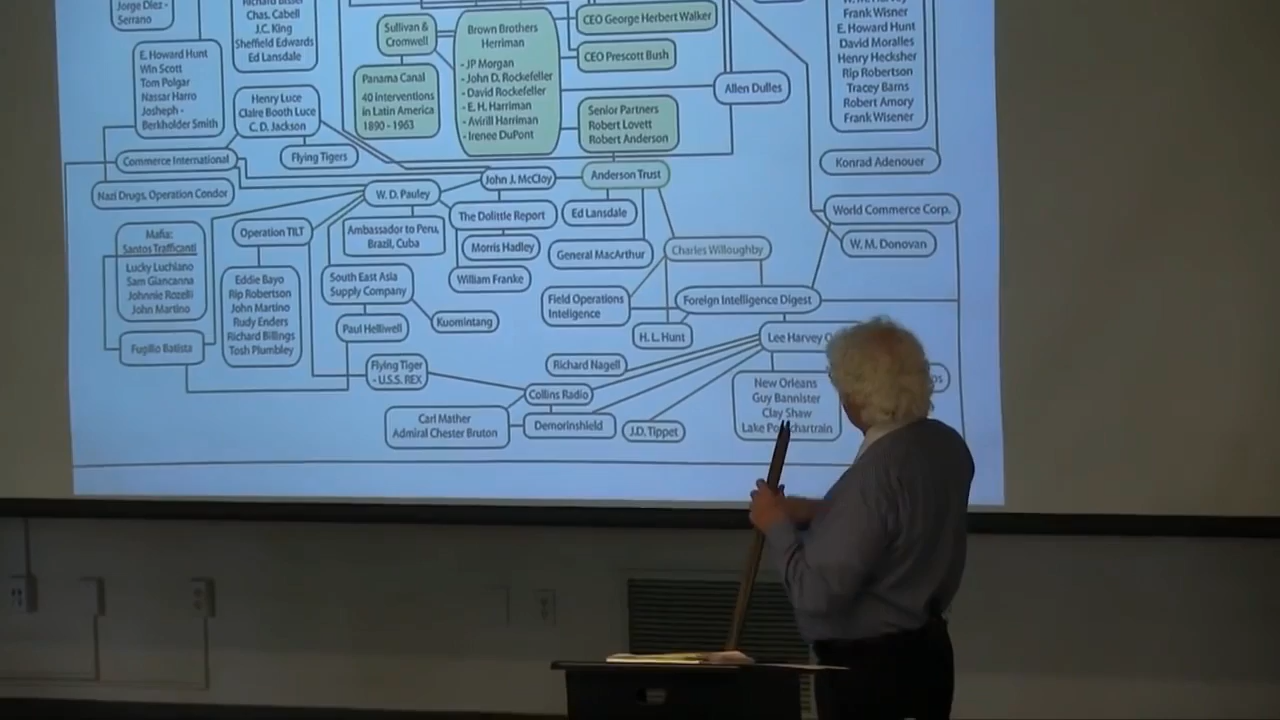 Jorge Diez -
Serrano
Chas. Cabell
J.C. King
Sheffield Edwards
Ed Lansdale
E. Howard Hunt
Win Scott
Tom Polgar
Nassar Harro
Josheph -
Berkholder Smith
Henry Luce
Claire Booth Luce
C. D. Jackson
Commerce International
Flying Tigers
Nazi Drugs, Operation Condor
Sullivan &
Cromwell
Panama Canal
40 Interventions
in Latin America
1890 - 1963
Brown Brothers
Herriman
- JP Morgan
- John D. Rockefeller
- David Rockefeller
- E. H. Harriman
- Avirill Harriman
- Irenee DuPont
CEO George Herbert Walker
CEO Prescott Bush
Senior Partners
Robert Lovett
Robert Anderson
Allen Dulles
Frank Wisner
E. Howard Hunt
David Moralles
Henry Hecksher
Rip Robertson
Tracey Barns
Robert Amory
Frank Wisener
Konrad Adenouer
World Commerce Corp.
W. M. Donovan
John J. McCloy
Anderson Trust
W. D. Pauley
The Dolittle Report
Ed Lansdale
Ambassador to Peru,
Brazil, Cuba
Morris Hadley
General MacArthur
Charles Willoughby
William Franke
Mafia:
Santos Trafficanti
Lucky Luchiano
Sam Giancanna
Johnnie Rozelli
John Martino
Operation TILT
Eddie Bayo
Rip Robertson
John Martino
Rudy Enders
Richard Billings
Tosh Plumbley
Fugilio Batista
South East Asia
Supply Company
Paul Helliwell
Kuomintang
Flying Tiger
- U.S.S. REX
Field Operations
Inteligence
Foreign Intelligence Digest
H. L. Hunt
Lee Harvey
Richard Nagell
Collins Radio
Carl Mather
Admiral Chester Bruton
Demorinshield
J.D. Tippet
New Orleans
Guy Bannister
Clay Shaw
Lake